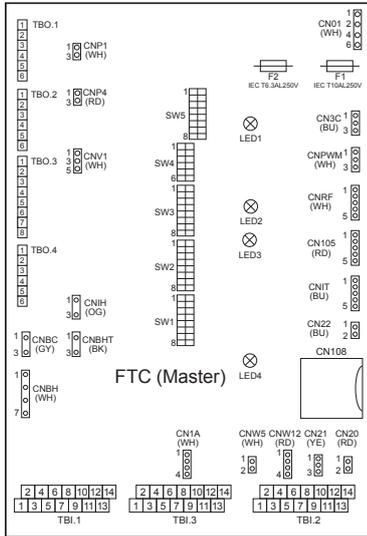 TBO.1
1
2
3
4
5
6
1
3
CNP1
(WH)
TBO.2
1
2
3
4
5
6
1
3
CNP4
(RD)
TBO.3
1
2
3
4
5
6
7
8
1
3
5
CNV1
(WH)
TBO.4
1
2
3
4
5
6
1
3
CNIH
(OG)
1
3
CNBC
(GY)
1
3
CNBHT
(BK)
1
7
CNBH
(WH)
SW5
1
8
SW4
1
6
SW3
1
8
SW2
1
8
SW1
1
8
CN01
(WH)
1
2
4
6
F2
IEC T6.3AL250V
F1
IEC T10AL250V
LED1
CN3C
(BU)
1
3
CNPWM
(WH)
1
3
LED2
CNRF
(WH)
1
5
LED3
CN105
(RD)
1
5
CNIT
(BU)
1
5
CN22
(BU)
1
2
CN108
LED4
FTC (Master)
CN1A
(WH)
1
4
CNW5
(WH)
1
2
CNW12
(RD)
1
4
CN21
(YE)
1
3
CN20
(RD)
1
2
2 4 6 8 10 12 14
1 3 5 7 9 11 13
TBI.1
2 4 6 8 10 12 14
1 3 5 7 9 11 13
TBI.3
2 4 6 8 10 12 14
1 3 5 7 9 11 13
TBI.2